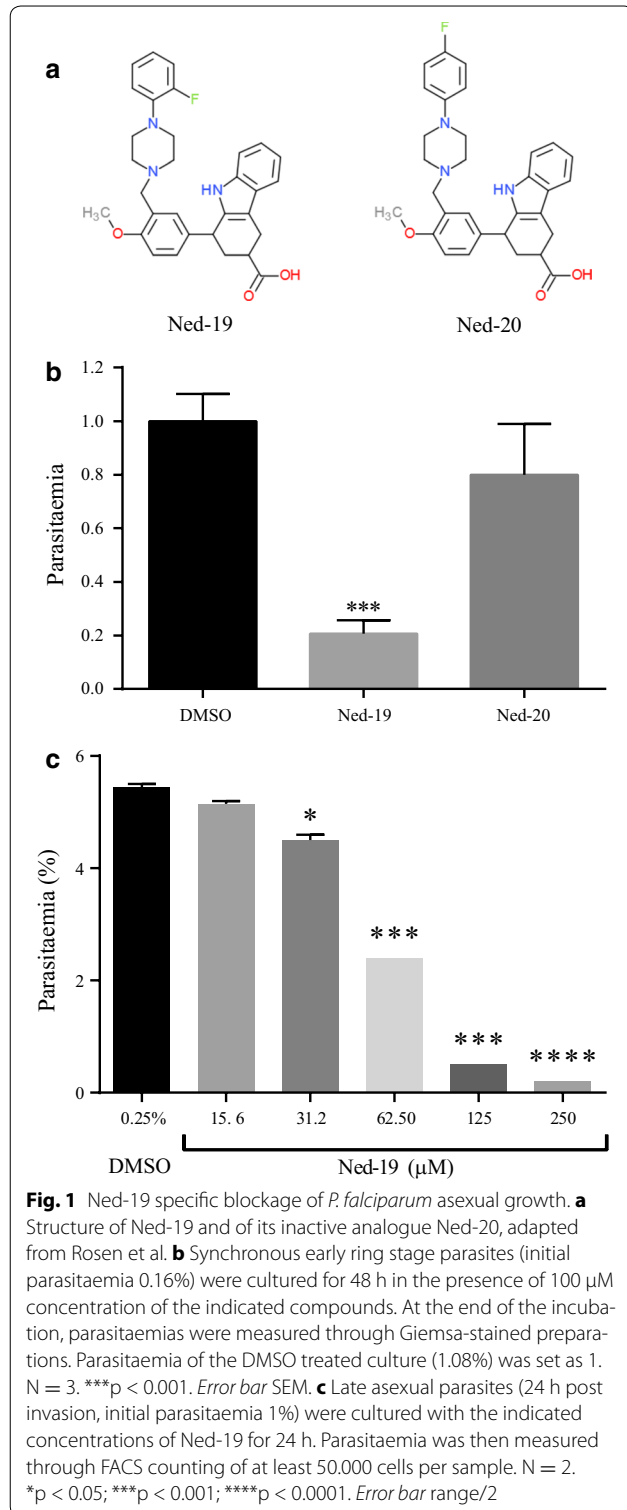 a
F
N
N
HN
H₃C
O
O
OH
Ned-19
F
N
N
HN
H₃C
O
O
OH
Ned-20
b
Parasitaemia
1.2
1.0
0.8
0.6
0.4
0.2
0.0
***
DMSO Ned-19 Ned-20
c
Parasitaemia (%)
6
4
2
0
*
***
***
****
0.25% 15. 6 31.2 62.50 125 250
DMSO Ned-19 (μM)
Fig. 1 Ned-19 specific blockage of P. falciparum asexual growth. a
Structure of Ned-19 and of its inactive analogue Ned-20, adapted
from Rosen et al. b Synchronous early ring stage parasites (initial
parasitaemia 0.16%) were cultured for 48 h in the presence of 100 μM
concentration of the indicated compounds. At the end of the incuba-
tion, parasitaemias were measured through Giemsa-stained prepara-
tions. Parasitaemia of the DMSO treated culture (1.08%) was set as 1.
N = 3. ***p < 0.001. Error bar SEM. c Late asexual parasites (24 h post
invasion, initial parasitaemia 1%) were cultured with the indicated
concentrations of Ned-19 for 24 h. Parasitaemia was then measured
through FACS counting of at least 50.000 cells per sample. N = 2.
*p < 0.05; ***p < 0.001; ****p < 0.0001. Error bar range/2